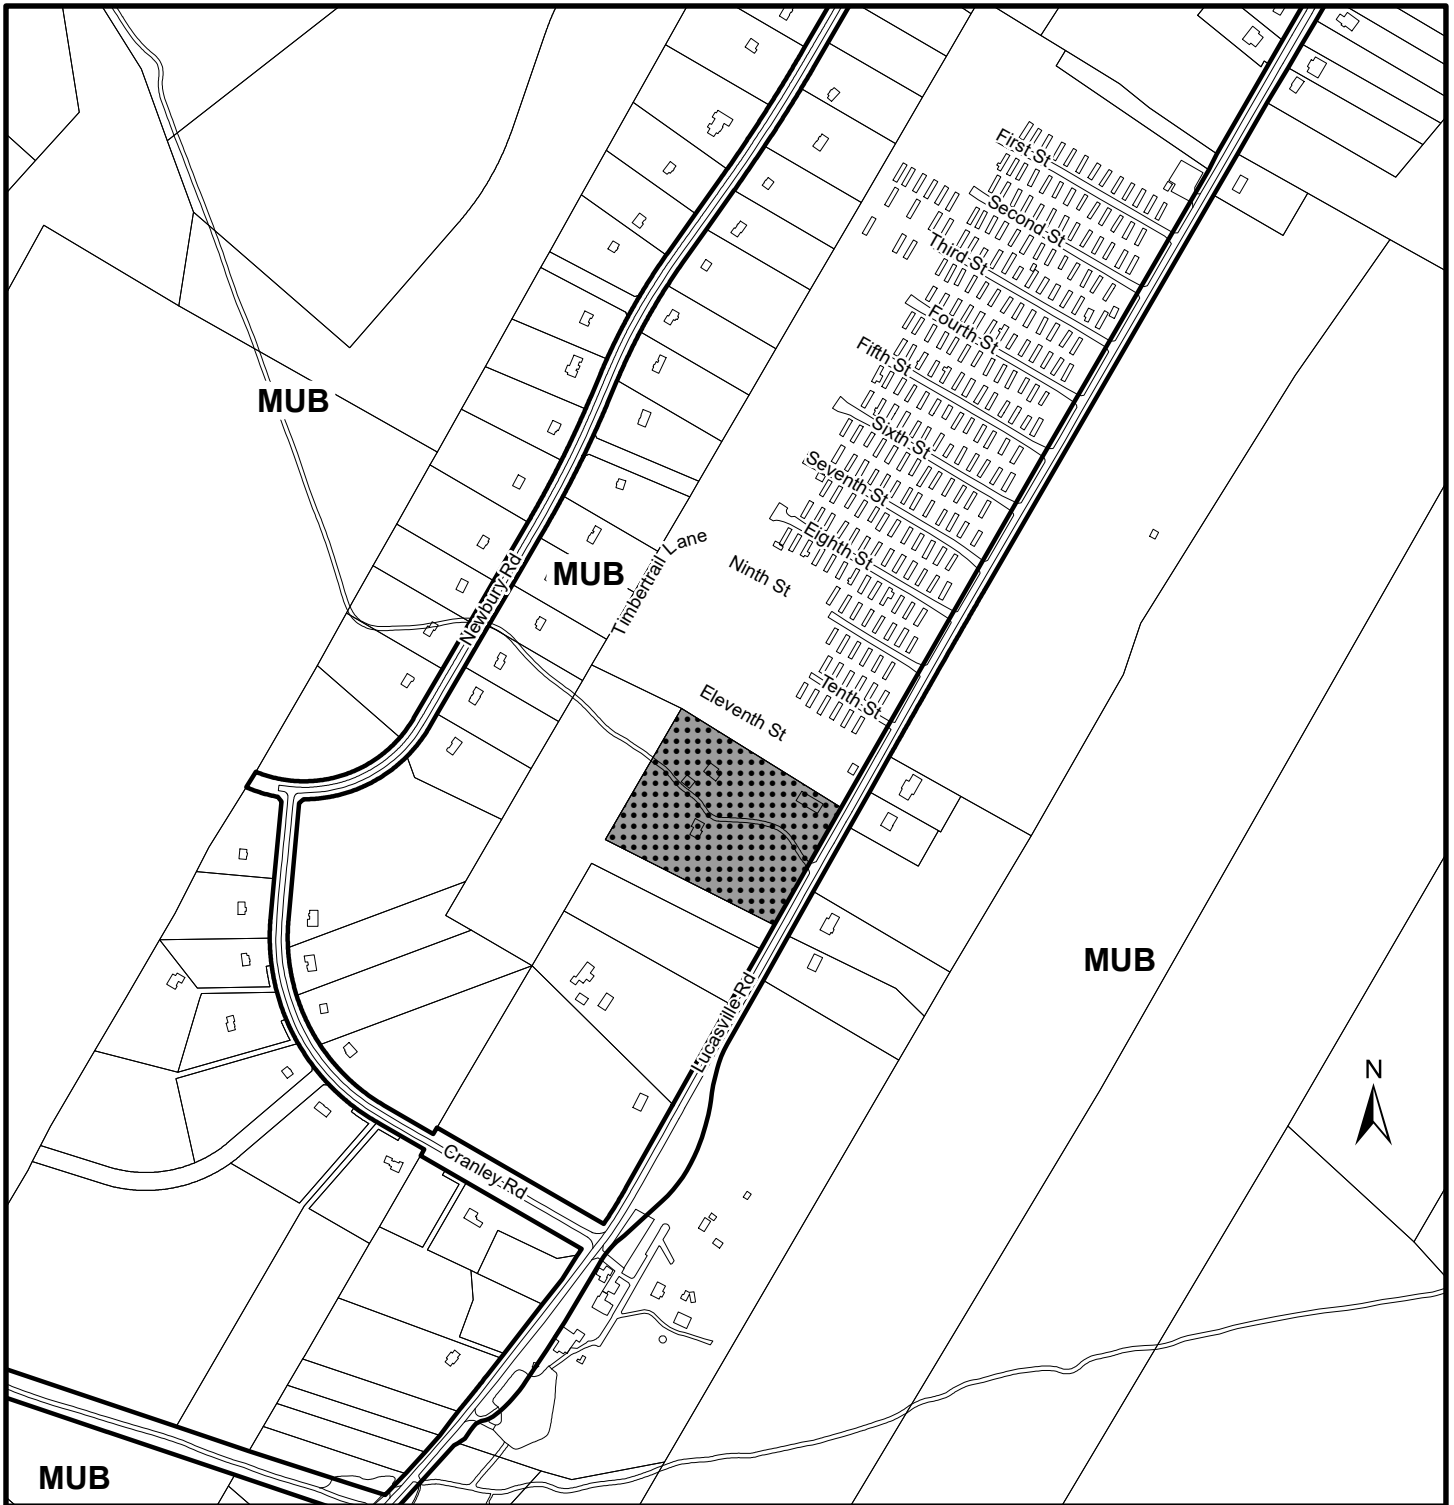 First St
Second St
Third St
Fourth St
Fifth St
MUB
Sixth St
Seventh St
Eighth St
Timbertrail Lane
Ninth St
MUB
Newbury Rd
Tenth St
Eleventh St
MUB
Lucasville Rd
N
Cranley Rd
MUB